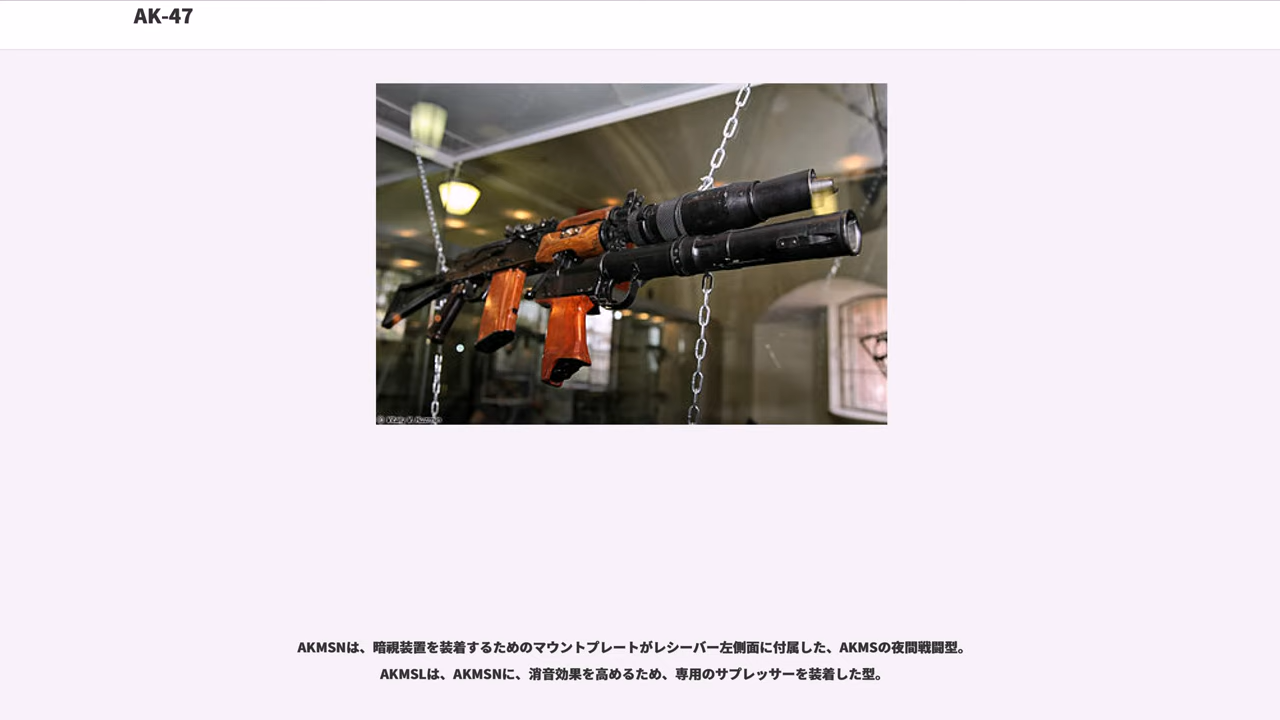 AK-47
© Vitaly V. Kuzmin
AKMSNは、暗視装置を装着するためのマウントプレートがレシーバー左側面に付属した、AKMSの夜間戦闘型。
AKMSLは、AKMSNに、消音効果を高めるため、専用のサプレッサーを装着した型。